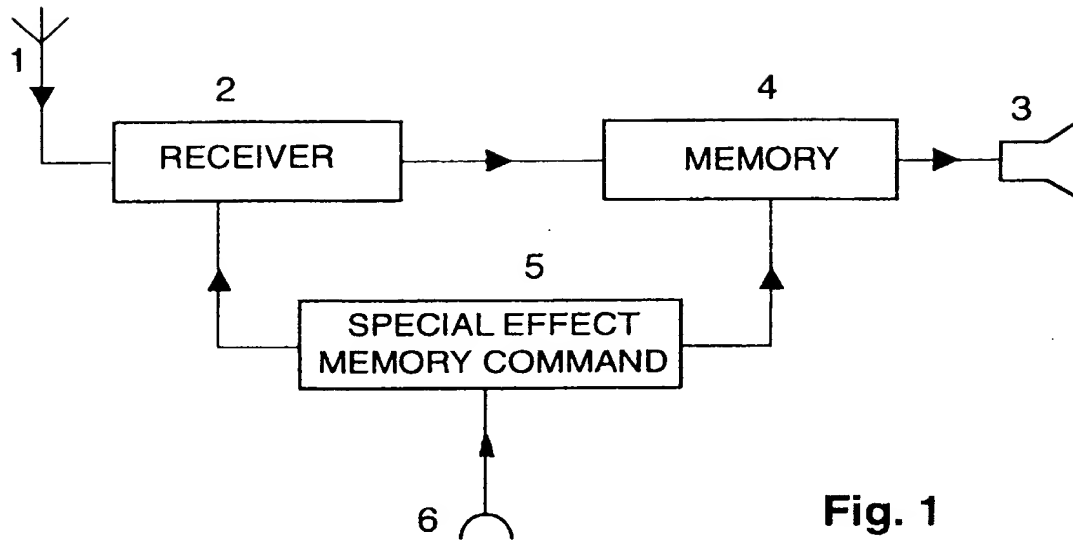 1
2
4
3
RECEIVER
MEMORY
5
SPECIAL EFFECT
MEMORY COMMAND
6
Fig. 1